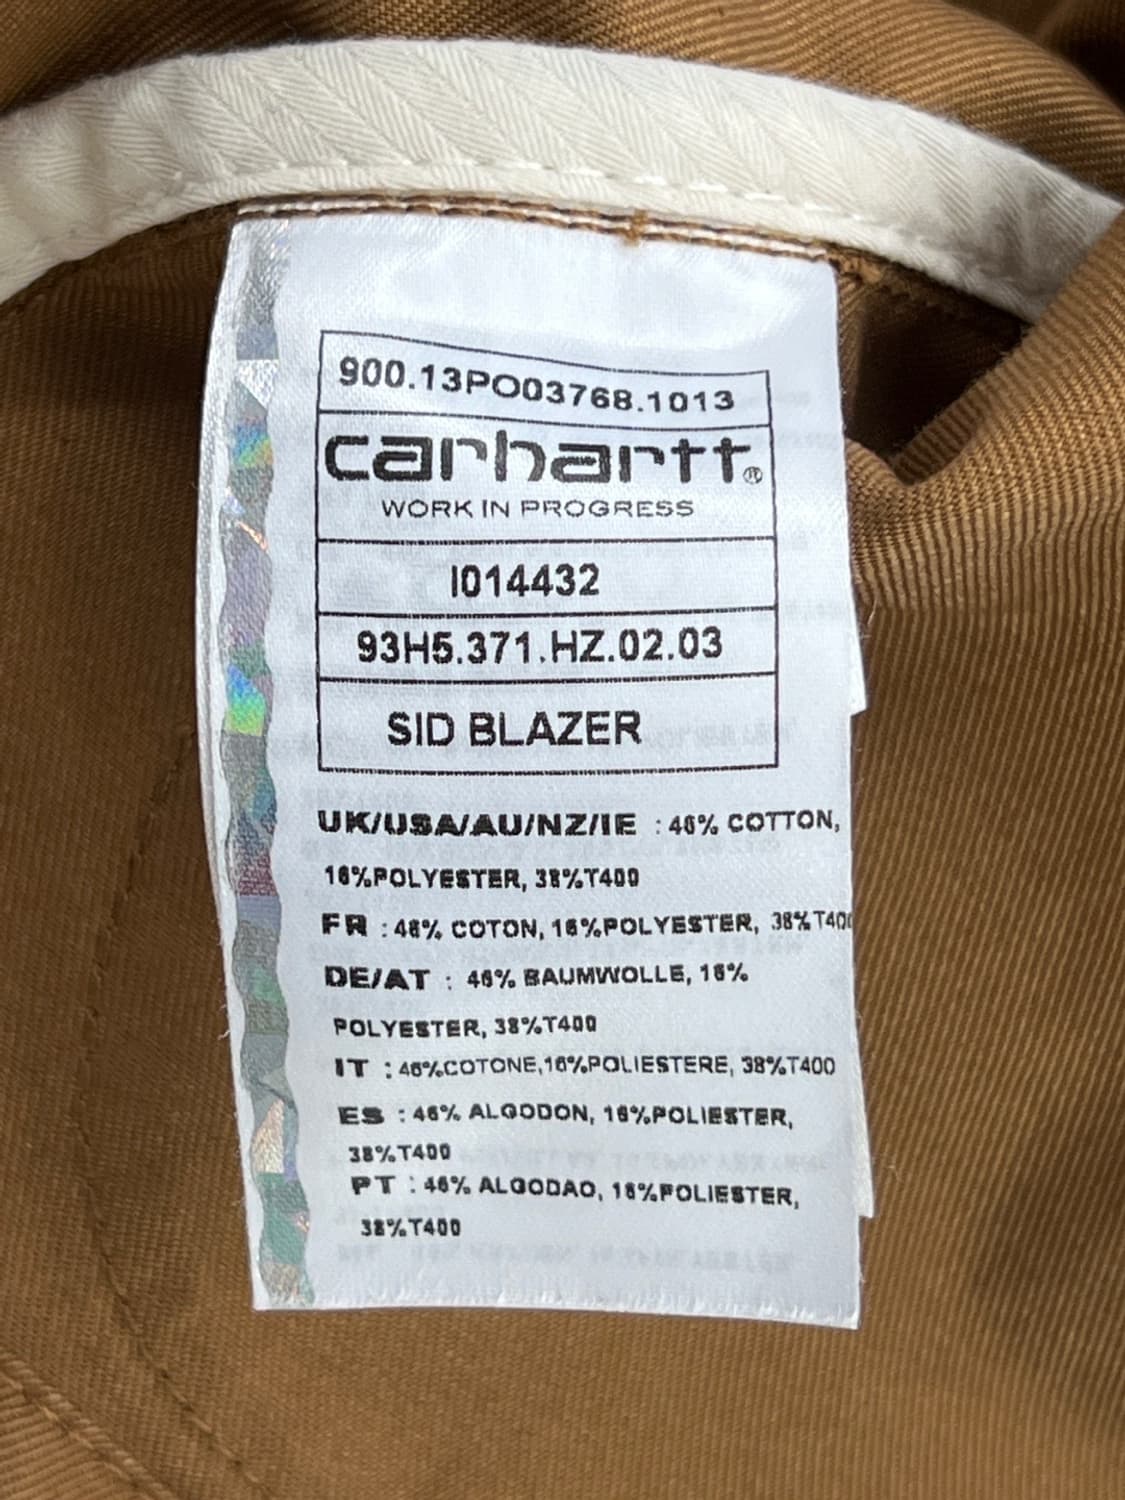 900.13PO03768.1013
carhartt®
WORK IN PROGRESS
I014432
93H5.371.HZ.02.03
SID BLAZER
UK/USA/AU/NZ/IE : 46% COTTON,
16%POLYESTER, 38%T400
FR : 46% COTON, 16%POLYESTER, 38%T400
DE/AT : 46% BAUMWOLLE, 16%
POLYESTER, 38%T400
IT : 46%COTONE,16%POLIESTERE, 38%T400
ES : 46% ALGODON, 16%POLIESTER,
38%T400
PT : 46% ALGODAO, 16%POLIESTER,
38%T400